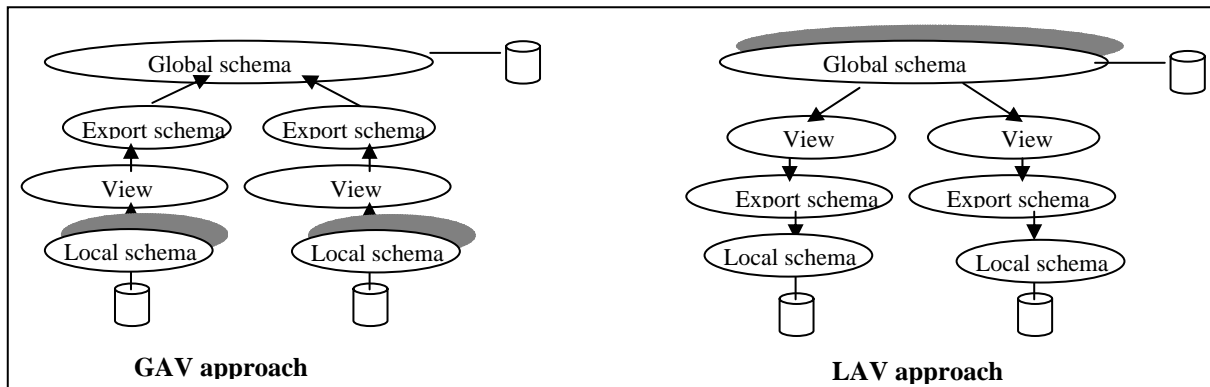 Global schema
Export schema
Export schema
View
View
Local schema
Local schema
GAV approach
Global schema
View
View
Export schema
Export schema
Local schema
Local schema
LAV approach